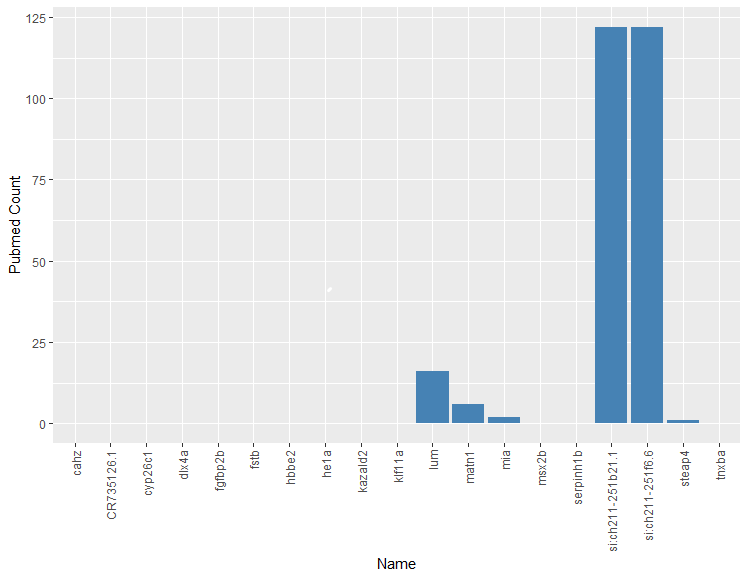 125
100
75
50
25
0
Pubmed Count
cahz
CR735126.1
cyp26c1
dlx4a
fgfbp2b
fstb
hbbe2
he1a
kazald2
klf11a
lum
matn1
mia
msx2b
serpinh1b
si:ch211-251b21.1
si:ch211-251f6.6
steap4
tnxba
Name